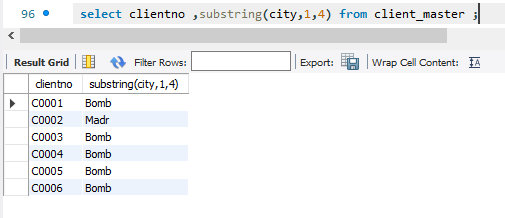 96 select clientno ,substring(city,1,4) from client_master ;
Result Grid Filter Rows: Export: Wrap Cell Content: IA
clientno substring(city,1,4)
C0001 Bomb
C0002 Madr
C0003 Bomb
C0004 Bomb
C0005 Bomb
C0006 Bomb